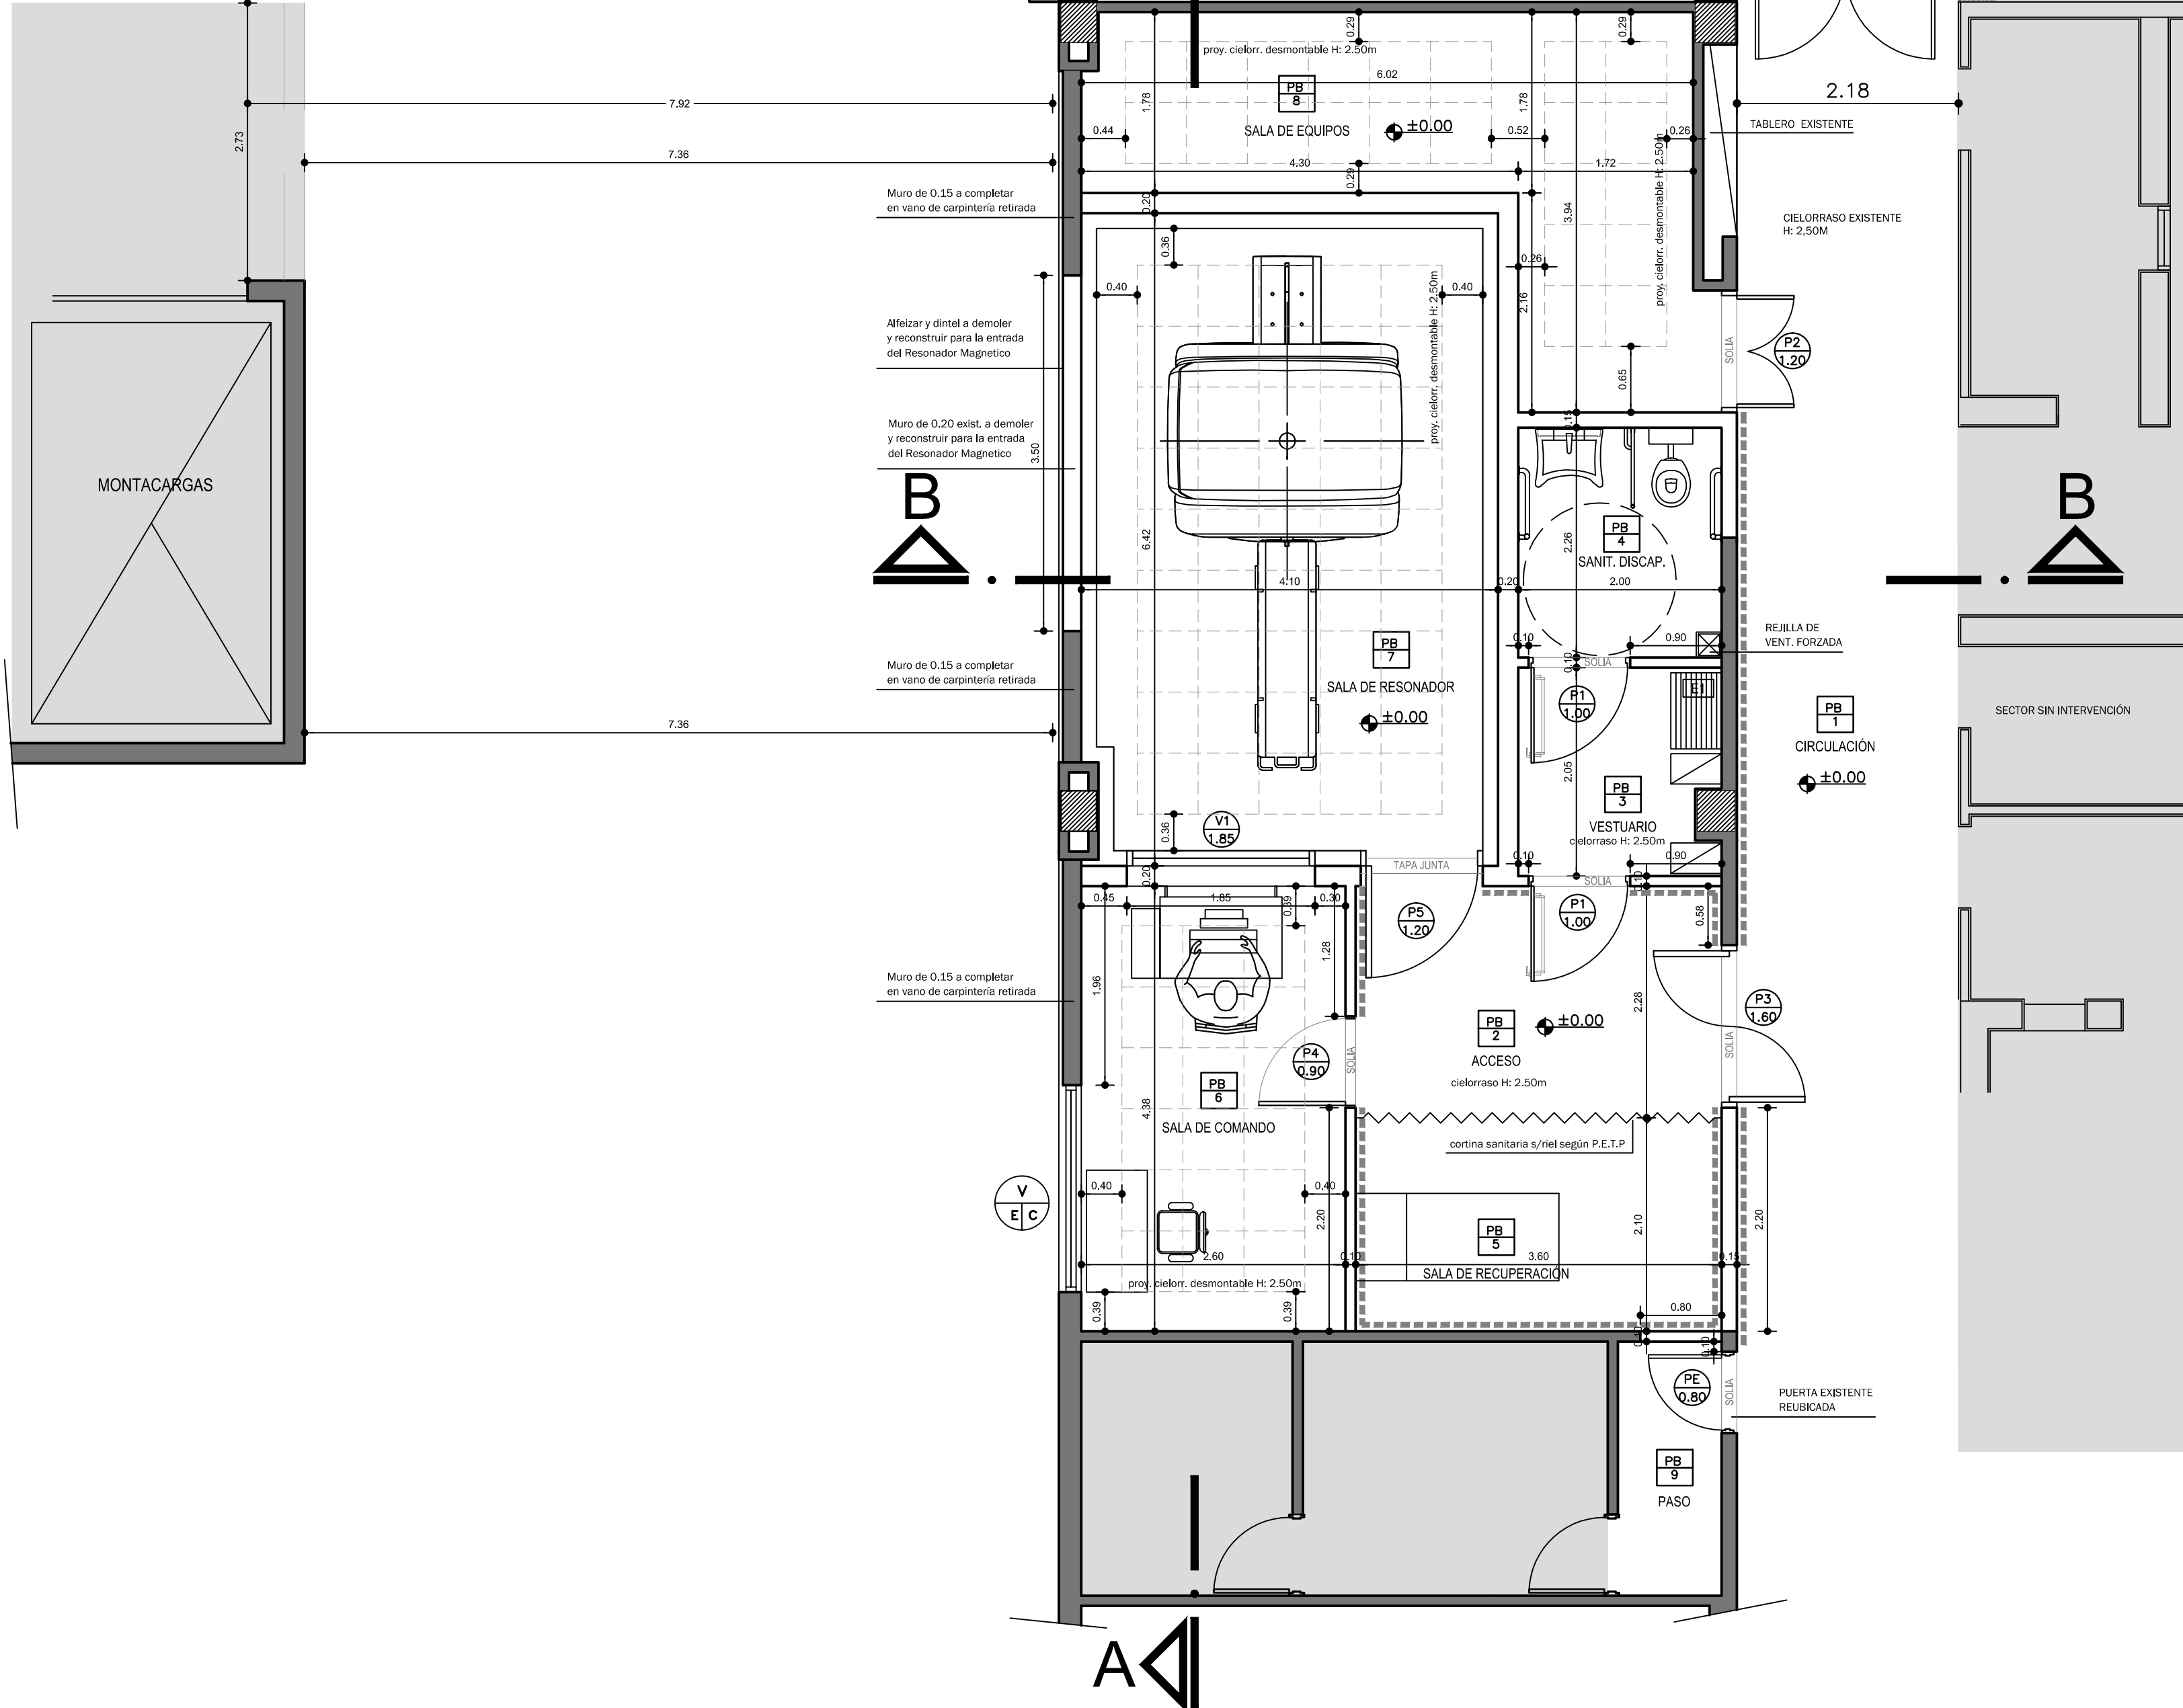 0.29
0.29
proy. cielorr. desmontable H: 2.50m
6.02
2.18
PB
8
7.92
1.78
1.78
SALA DE EQUIPOS
±0.00
0.44
0.52
0.26
TABLERO EXISTENTE
2.73
7.36
4.30
1.72
0.29
proy. cielorr. desmontable H: 2.50m
Muro de 0.15 a completar
en vano de carpintería retirada
0.20
3.94
CIELORRASO EXISTENTE
H: 2,50M
0.36
0.26
0.40
0.40
2.16
proy. cielorr. desmontable H: 2.50m
Alfeizar y dintel a demoler
y reconstruir para la entrada
del Resonador Magnetico
SOLIA
P2
1.20
0.65
Muro de 0.20 exist. a demoler
y reconstruir para la entrada
del Resonador Magnetico
3.50
0.15
MONTACARGAS
B
B
PB
4
SANIT. DISCAP.
6.42
2.26
4.10
0.20
2.00
REJILLA DE
VENT. FORZADA
0.10
0.90
PB
7
SALA DE RESONADOR
±0.00
Muro de 0.15 a completar
en vano de carpintería retirada
0.10
SOLIA
E1
P1
1.00
PB
1
CIRCULACIÓN
±0.00
SECTOR SIN INTERVENCIÓN
7.36
2.05
PB
3
VESTUARIO
cielorraso H: 2.50m
V1
1.85
0.36
0.10
0.90
TAPA JUNTA
0.20
SOLIA
0.10
0.45
1.85
0.30
0.39
P5
1.20
P1
1.00
0.58
1.28
Muro de 0.15 a completar
en vano de carpintería retirada
1.96
2.28
P3
1.60
PB
2
±0.00
ACCESO
cielorraso H: 2.50m
P4
0.90
SOLIA
SOLIA
PB
6
SALA DE COMANDO
4.38
cortina sanitaria s/riel según P.E.T.P
V
E C
0.40
0.40
2.20
2.10
2.20
PB
5
SALA DE RECUPERACIÓN
2.60
0.10
3.60
0.15
proy. cielorr. desmontable H: 2.50m
0.39
0.39
0.80
0.10
0.10
PE
0.80
SOLIA
PUERTA EXISTENTE
REUBICADA
PB
9
PASO
A